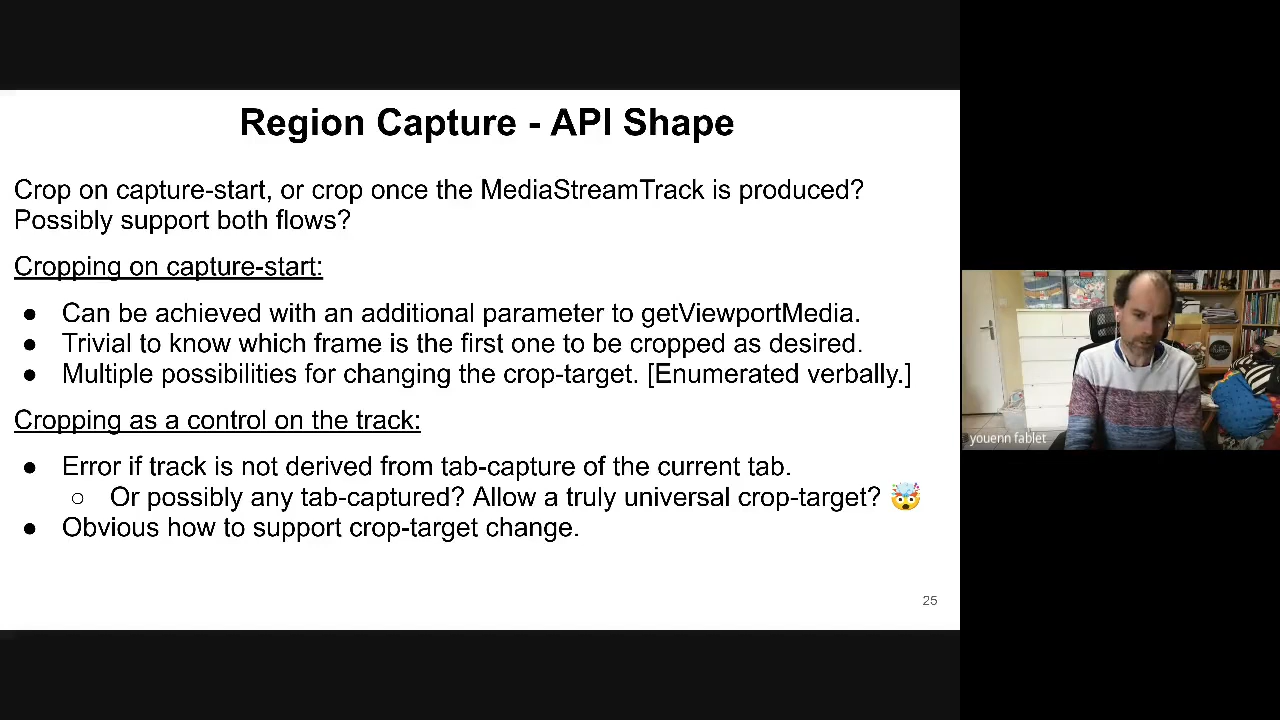 Region Capture - API Shape
Crop on capture-start, or crop once the MediaStreamTrack is produced?
Possibly support both flows?
Cropping on capture-start:
● Can be achieved with an additional parameter to getViewportMedia.
● Trivial to know which frame is the first one to be cropped as desired.
● Multiple possibilities for changing the crop-target. [Enumerated verbally.]
Cropping as a control on the track:
● Error if track is not derived from tab-capture of the current tab.
○ Or possibly any tab-captured? Allow a truly universal crop-target? 🤯
● Obvious how to support crop-target change.
25
youenn fablet